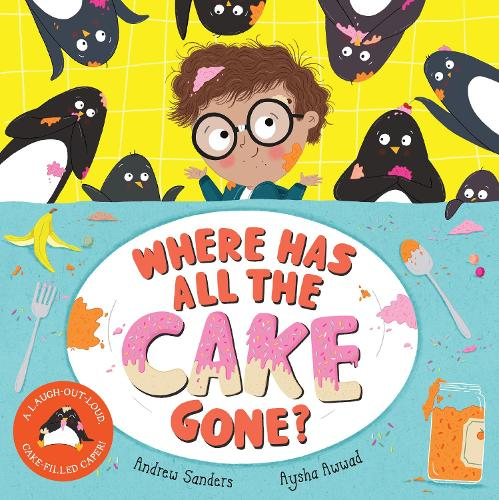 WHERE HAS
ALL THE
CAKE
GONE?
A LAUGH-OUT-LOUD
CAKE-FILLED CAPER!
Andrew Sanders
Aysha Awwad